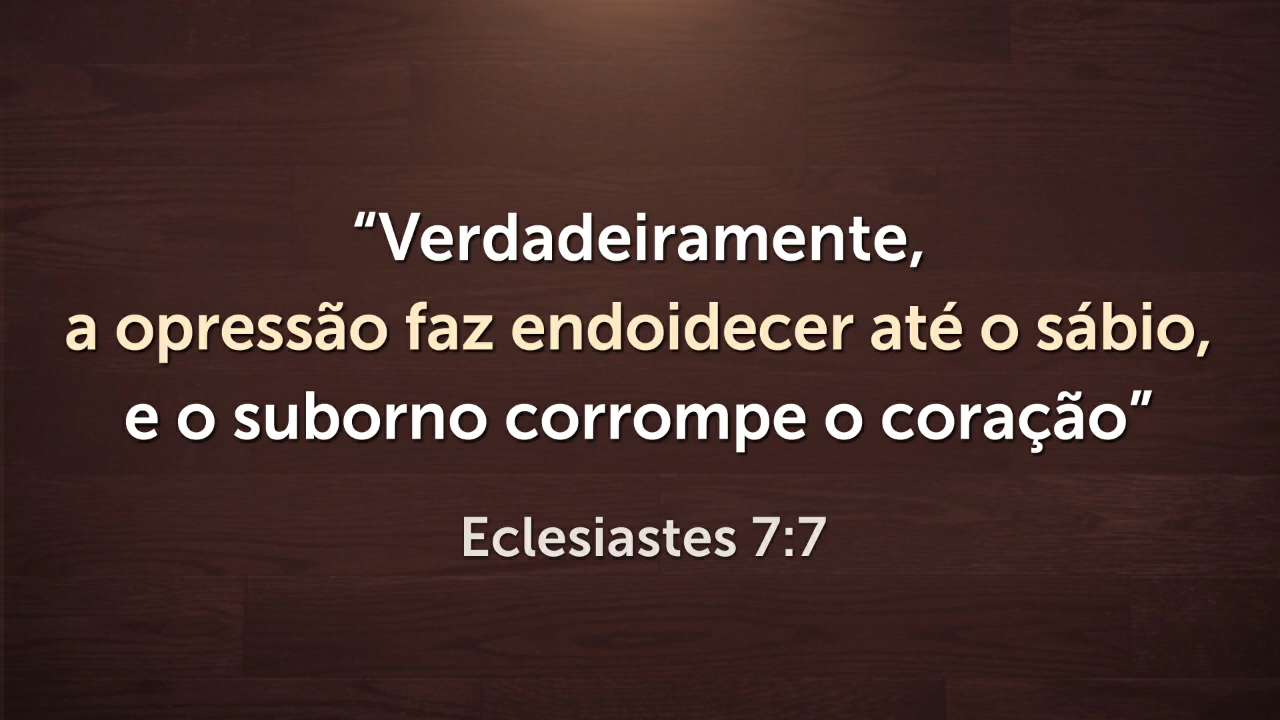 “Verdadeiramente,
a opressão faz endoidecer até o sábio,
e o suborno corrompe o coração”
Eclesiastes 7:7